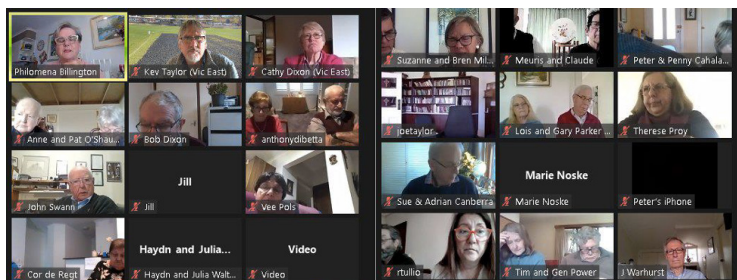 Philomena Billington
Kev Taylor (Vic East)
Cathy Dixon (Vic East)
Anne and Pat O'Shau...
Bob Dixon
anthonydibetta
John Swann
Jill
Jill
Vee Pols
Cor de Regt
Haydn and Julia...
Haydn and Julia Walt...
Video
Video
Suzanne and Bren Mil...
Meuris and Claude
Peter & Penny Cahala...
joetaylor
Lois and Gary Parker ...
Therese Proy
Sue & Adrian Canberra
Marie Noske
Marie Noske
Peter's iPhone
rtullio
Tim and Gen Power
J Warhurst